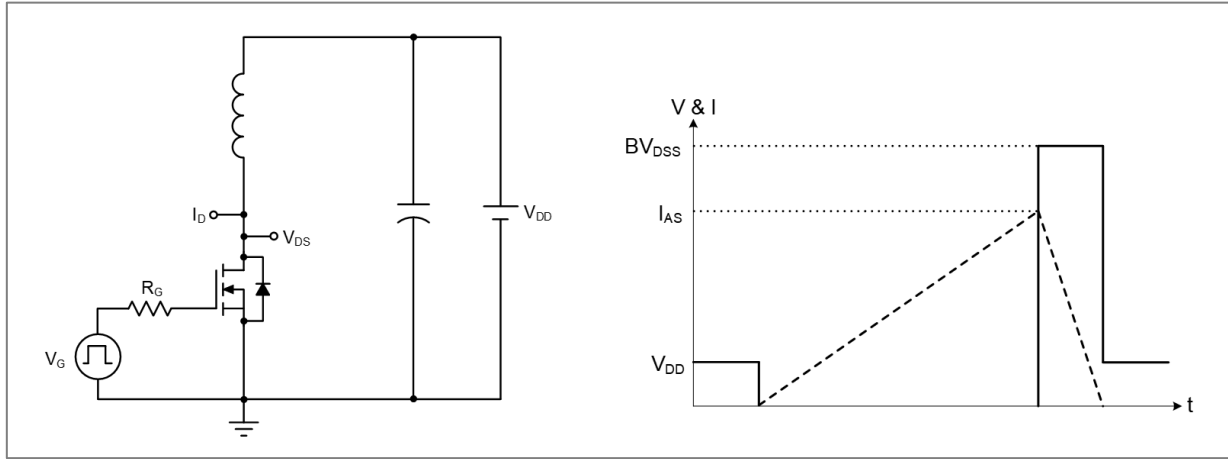 I_D
V_DS
R_G
V_G
V_DD
V & I
BV_DSS
I_AS
V_DD
t